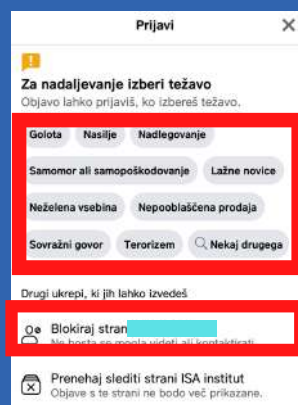 Prijavi
Za nadaljevanje izberi težavo
Objavo lahko prijaviš, ko izbereš težavo.
Golota Nasilje Nadlegovanje
Samomor ali samopoškodovanje Lažne novice
Neželena vsebina Nepooblaščena prodaja
Sovražni govor Terorizem Nekaj drugega
Drugi ukrepi, ki jih lahko izvedeš
Blokiraj stran
Ne bosta se mogla videti ali kontaktirati
Prenehaj slediti strani ISA institut
Objave s te strani ne bodo več prikazane.